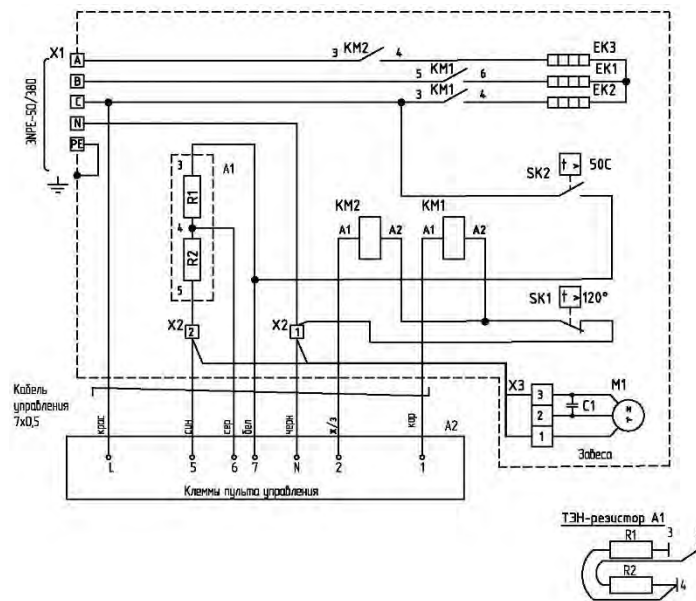 X1
A
B
C
N
PE
3NPE~50/380
3 KM2 4
5 KM1 6
3 KM1 4
EK3
EK1
EK2
A1
3
R1
4
R2
5
SK2
t >
50C
KM2
A1 A2
KM1
A1 A2
SK1
t >
120°
X2
2
X2
1
X3
3
2
1
C1
M1
Завеса
Кабель
управления
7х0,5
крас
син
сер
бел
черн
ж/з
кор
A2
L 5 6 7 N 2 1
Клеммы пульта управления
ТЭН-резистор А1
R1
3
R2
4